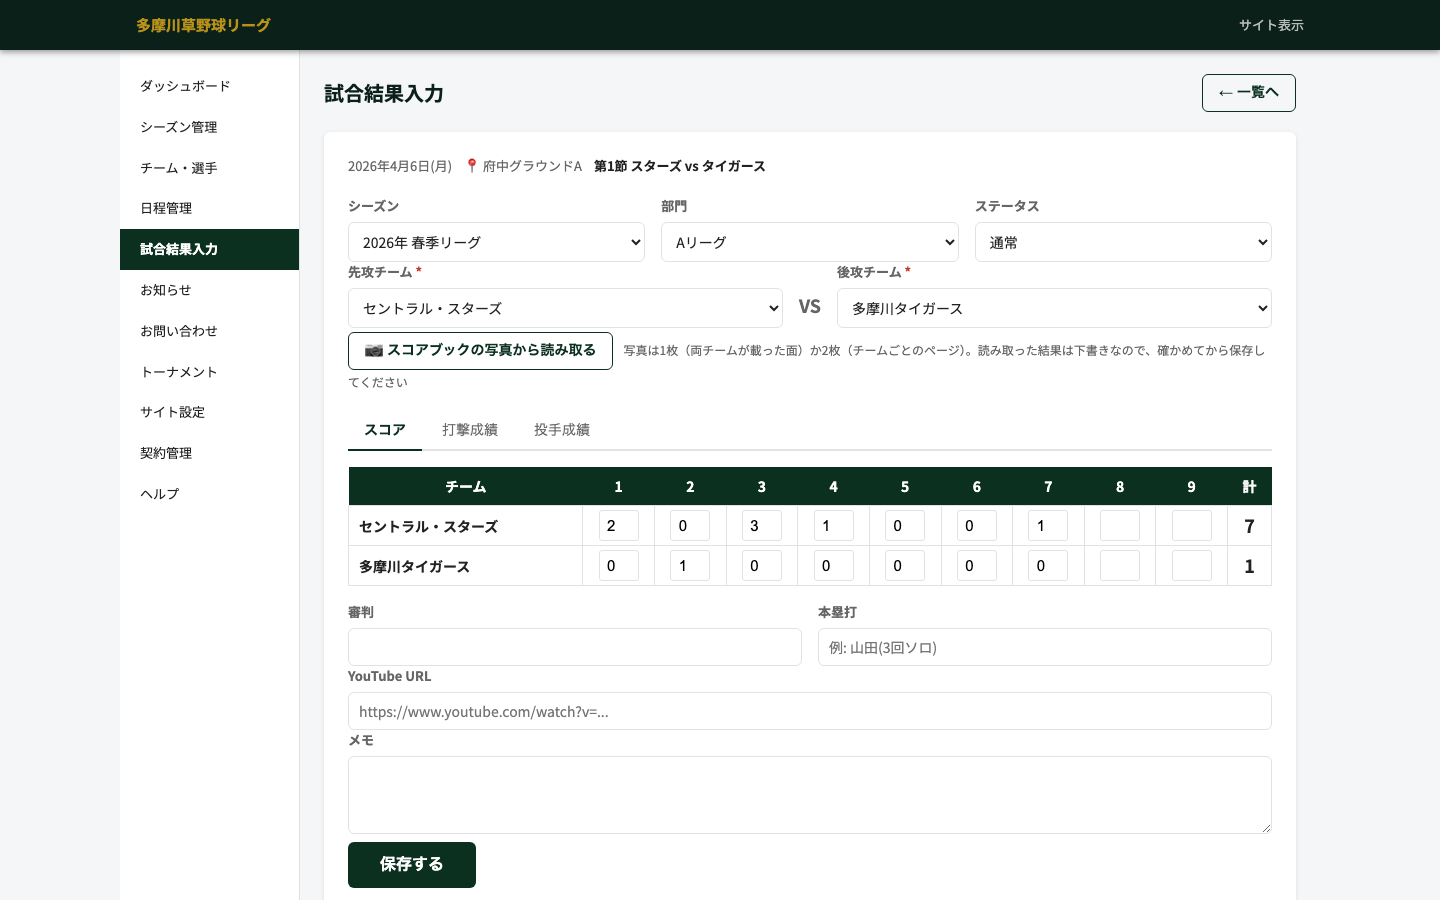 多摩川草野球リーグ
サイト表示
ダッシュボード
シーズン管理
チーム・選手
日程管理
試合結果入力
お知らせ
お問い合わせ
トーナメント
サイト設定
契約管理
ヘルプ
試合結果入力
← 一覧へ
2026年4月6日(月) 📍 府中グラウンドA 第1節 スターズ vs タイガース
シーズン 部門 ステータス
2026年 春季リーグ Aリーグ 通常
先攻チーム * 後攻チーム *
セントラル・スターズ VS 多摩川タイガース
📷 スコアブックの写真から読み取る 写真は1枚（両チームが載った面）か2枚（チームごとのページ）。読み取った結果は下書きなので、確かめてから保存し
てください
スコア 打撃成績 投手成績
チーム 1 2 3 4 5 6 7 8 9 計
セントラル・スターズ 2 0 3 1 0 0 1 7
多摩川タイガース 0 1 0 0 0 0 0 1
審判 本塁打
例: 山田(3回ソロ)
YouTube URL
https://www.youtube.com/watch?v=...
メモ
保存する